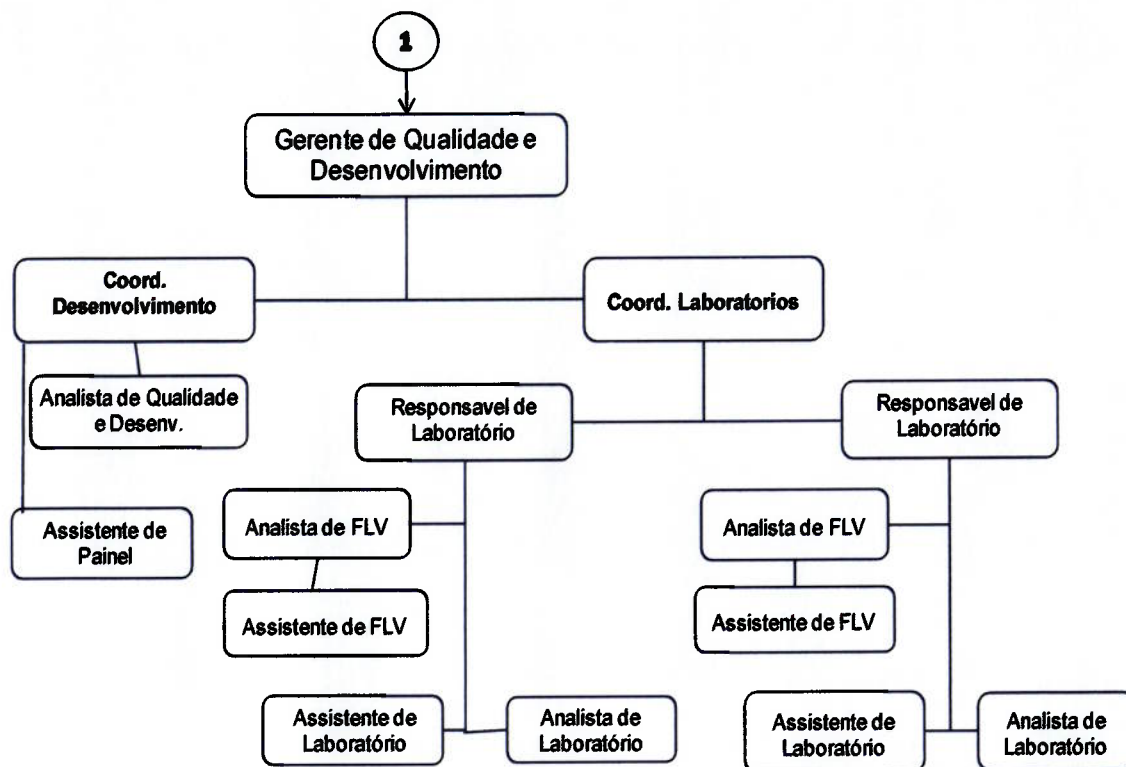 1
Gerente de Qualidade e
Desenvolvimento
Coord.
Desenvolvimento
Coord. Laboratorios
Analista de Qualidade
e Desenv.
Responsavel de
Laboratório
Responsavel de
Laboratório
Assistente de
Painel
Analista de FLV
Analista de FLV
Assistente de FLV
Assistente de FLV
Assistente de
Laboratório
Analista de
Laboratório
Assistente de
Laboratório
Analista de
Laboratório